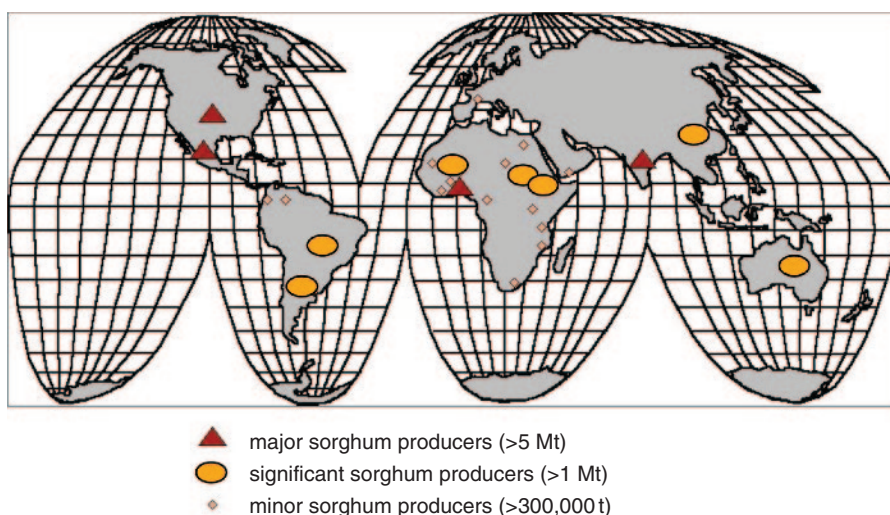 major sorghum producers (>5 Mt)
significant sorghum producers (>1 Mt)
minor sorghum producers (>300,000 t)